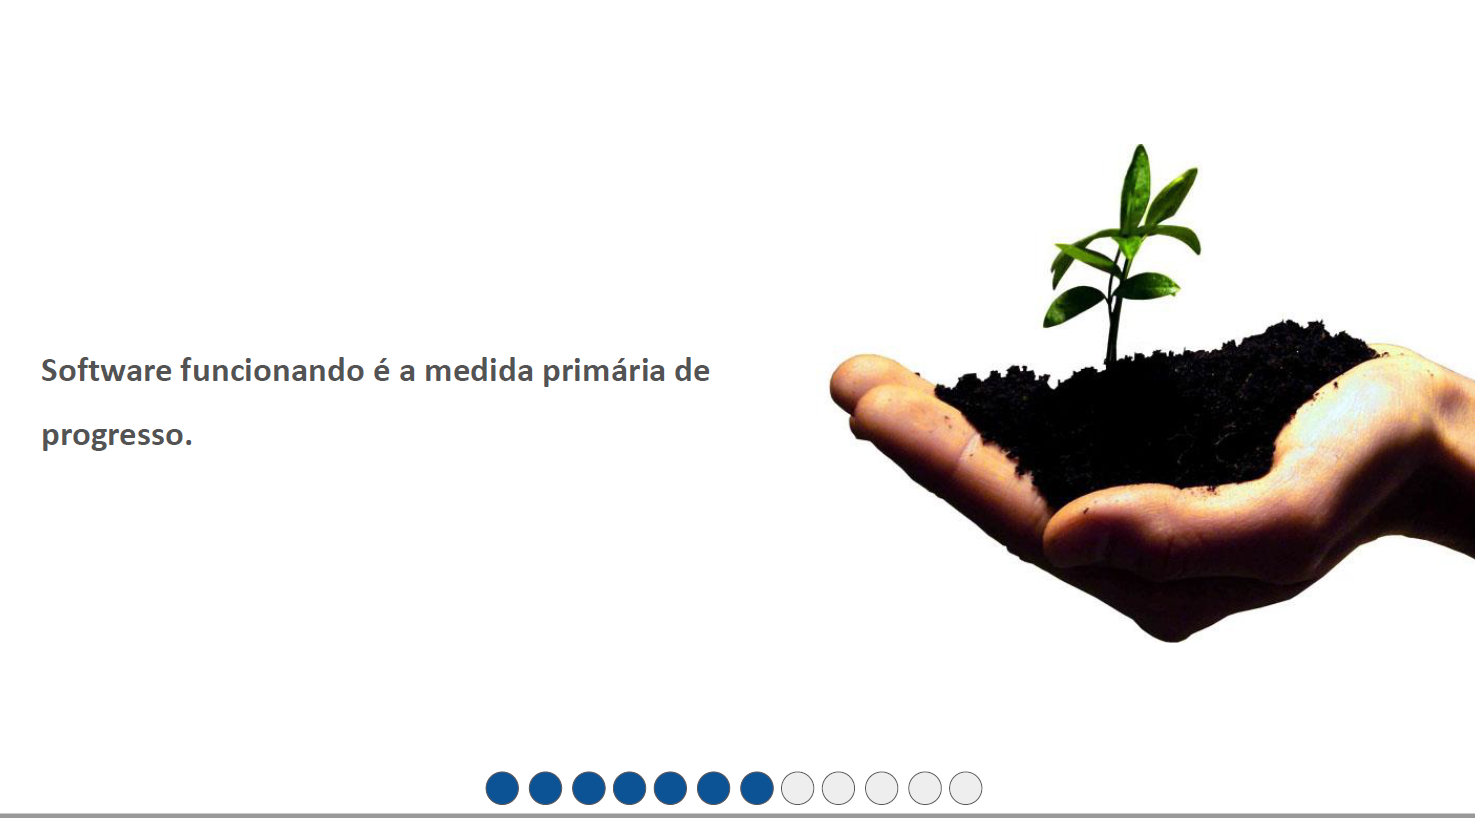 Software funcionando é a medida primária de
progresso.